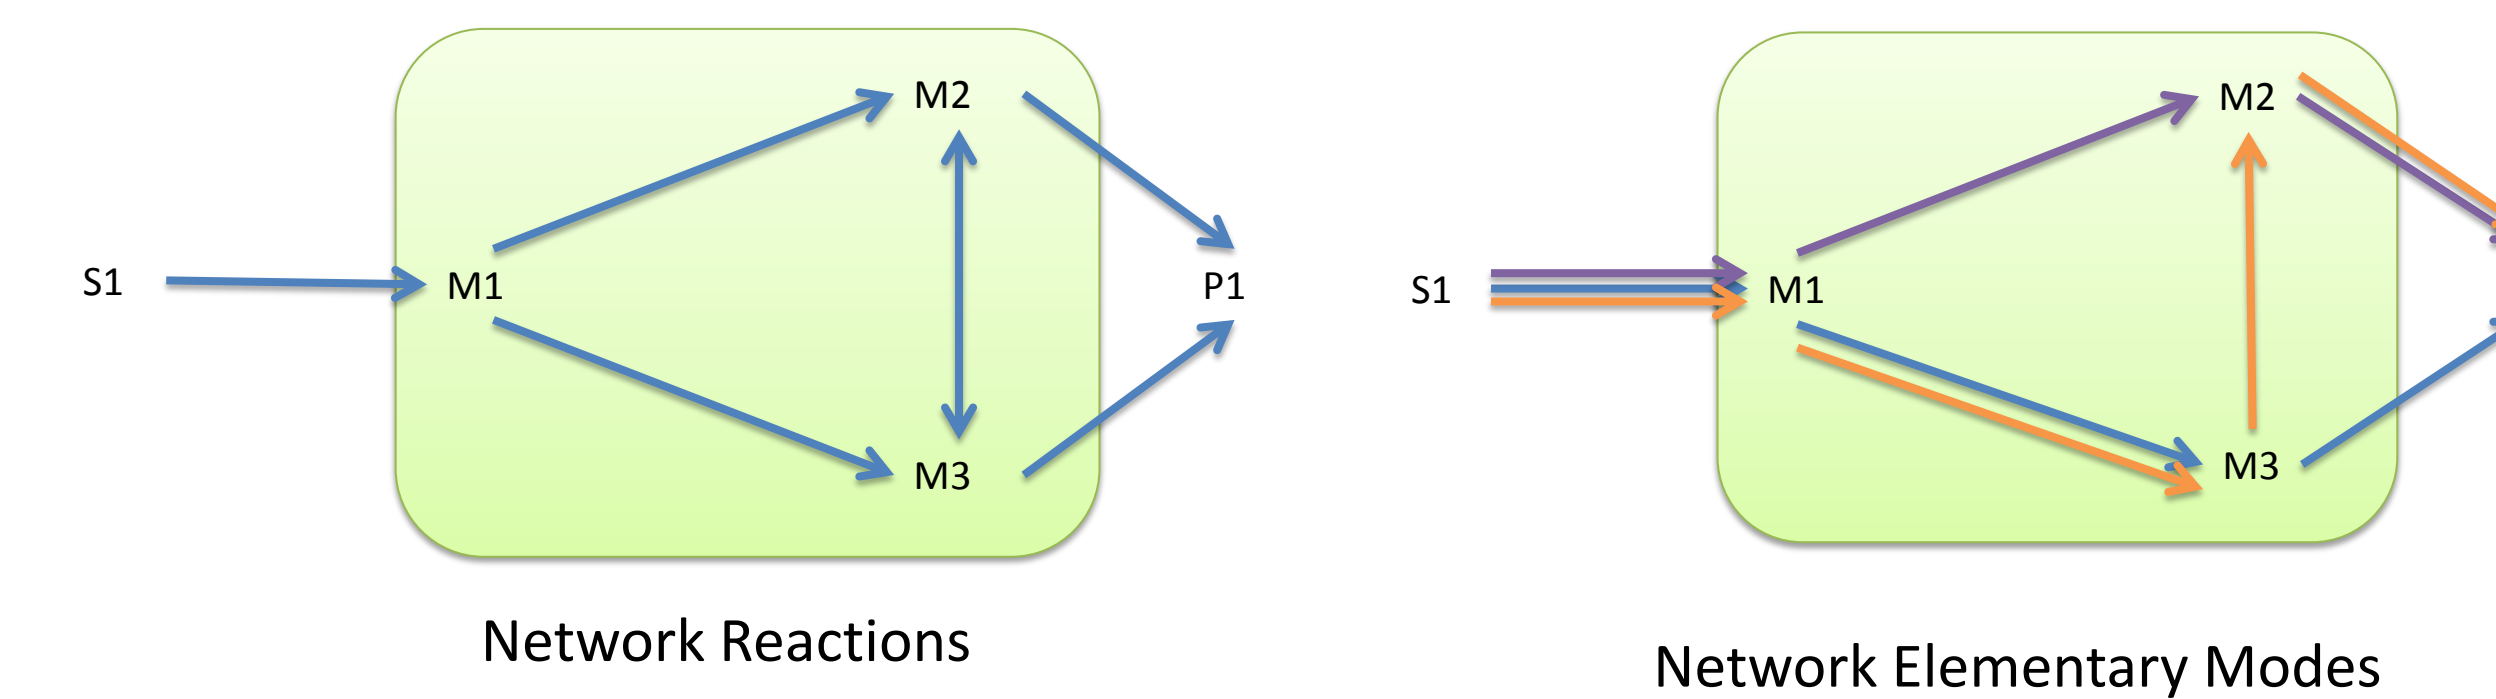 M2
S1
M1
P1
M3
Network Reactions
M2
S1
M1
M3
Network Elementary Modes